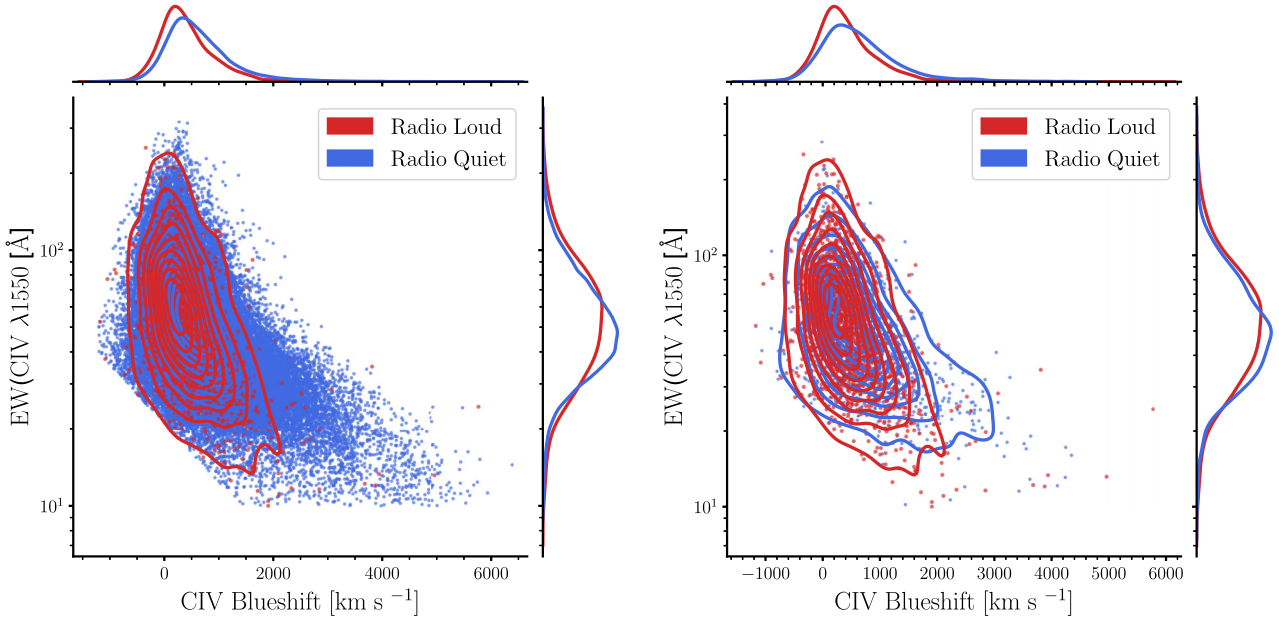 Radio Loud
Radio Quiet
EW(CIV λ1550 [Å]
10²
10¹
0 2000 4000 6000
CIV Blueshift [km s ⁻¹]
Radio Loud
Radio Quiet
EW(CIV λ1550 [Å]
10²
10¹
−1000 0 1000 2000 3000 4000 5000 6000
CIV Blueshift [km s ⁻¹]